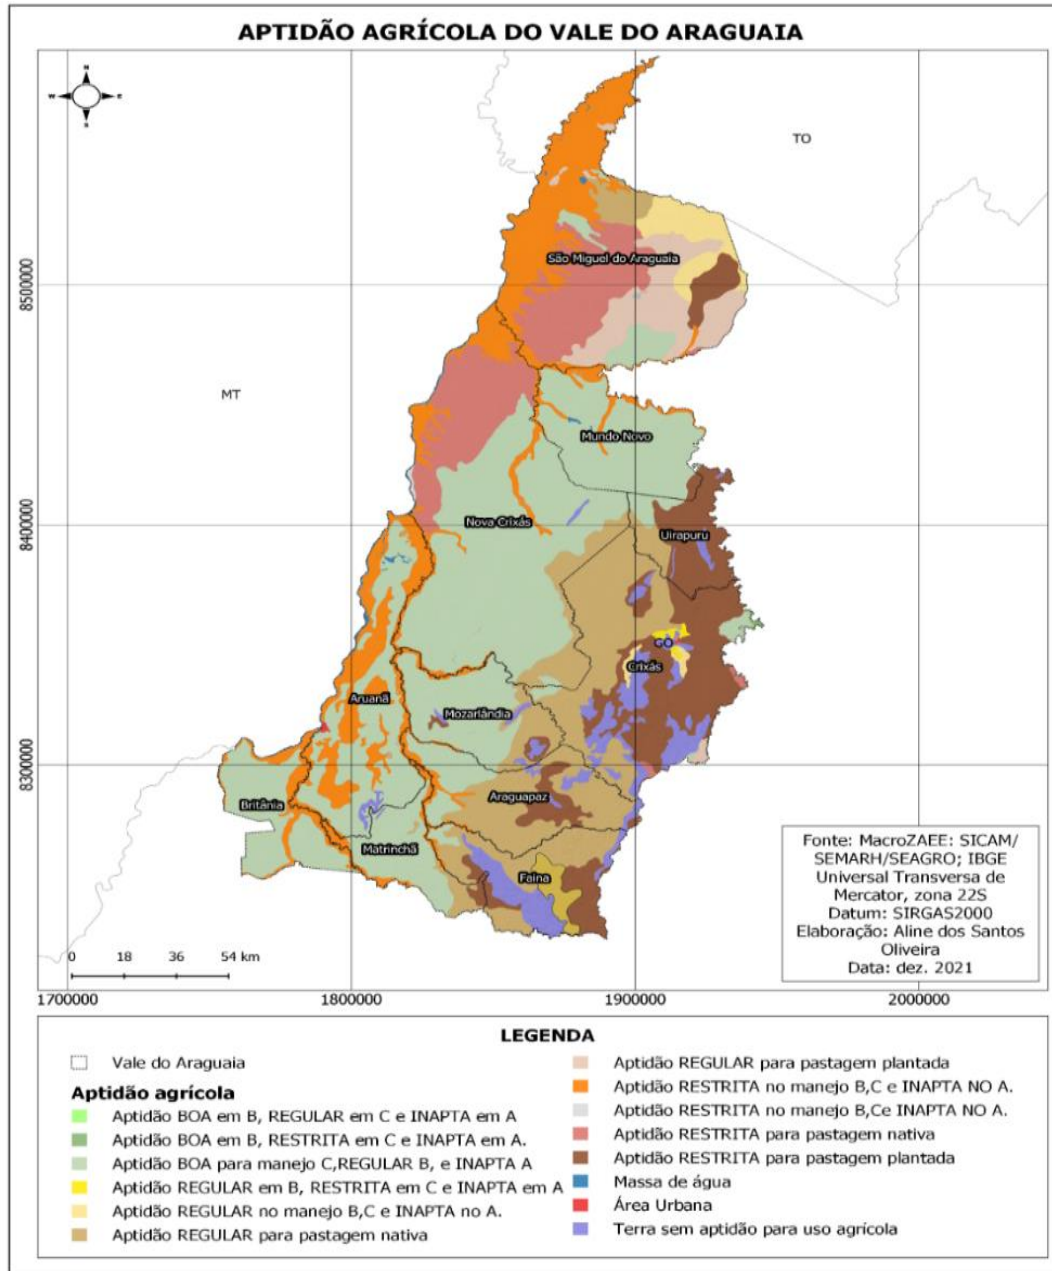 APTIDÃO AGRÍCOLA DO VALE DO ARAGUAIA
N
W
E
S
TO
São Miguel do Araguaia
8500000
MT
Mundo Novo
Nova Crixás
8400000
Uirapuru
GO
Crixás
Aruanã
Mozarlândia
8300000
Araguapaz
Britânia
Matrinchã
Faina
Fonte: MacroZAEE: SICAM/
SEMARH/SEAGRO; IBGE
Universal Transversa de
Mercator, zona 22S
Datum: SIRGAS2000
Elaboração: Aline dos Santos
Oliveira
Data: dez. 2021
0 18 36 54 km
1700000 1800000 1900000 2000000
LEGENDA
Vale do Araguaia
Aptidão agrícola
Aptidão BOA em B, REGULAR em C e INAPTA em A
Aptidão BOA em B, RESTRITA em C e INAPTA em A.
Aptidão BOA para manejo C,REGULAR B, e INAPTA A
Aptidão REGULAR em B, RESTRITA em C e INAPTA em A
Aptidão REGULAR no manejo B,C e INAPTA no A.
Aptidão REGULAR para pastagem nativa
Aptidão REGULAR para pastagem plantada
Aptidão RESTRITA no manejo B,C e INAPTA NO A.
Aptidão RESTRITA no manejo B,Ce INAPTA NO A.
Aptidão RESTRITA para pastagem nativa
Aptidão RESTRITA para pastagem plantada
Massa de água
Área Urbana
Terra sem aptidão para uso agrícola